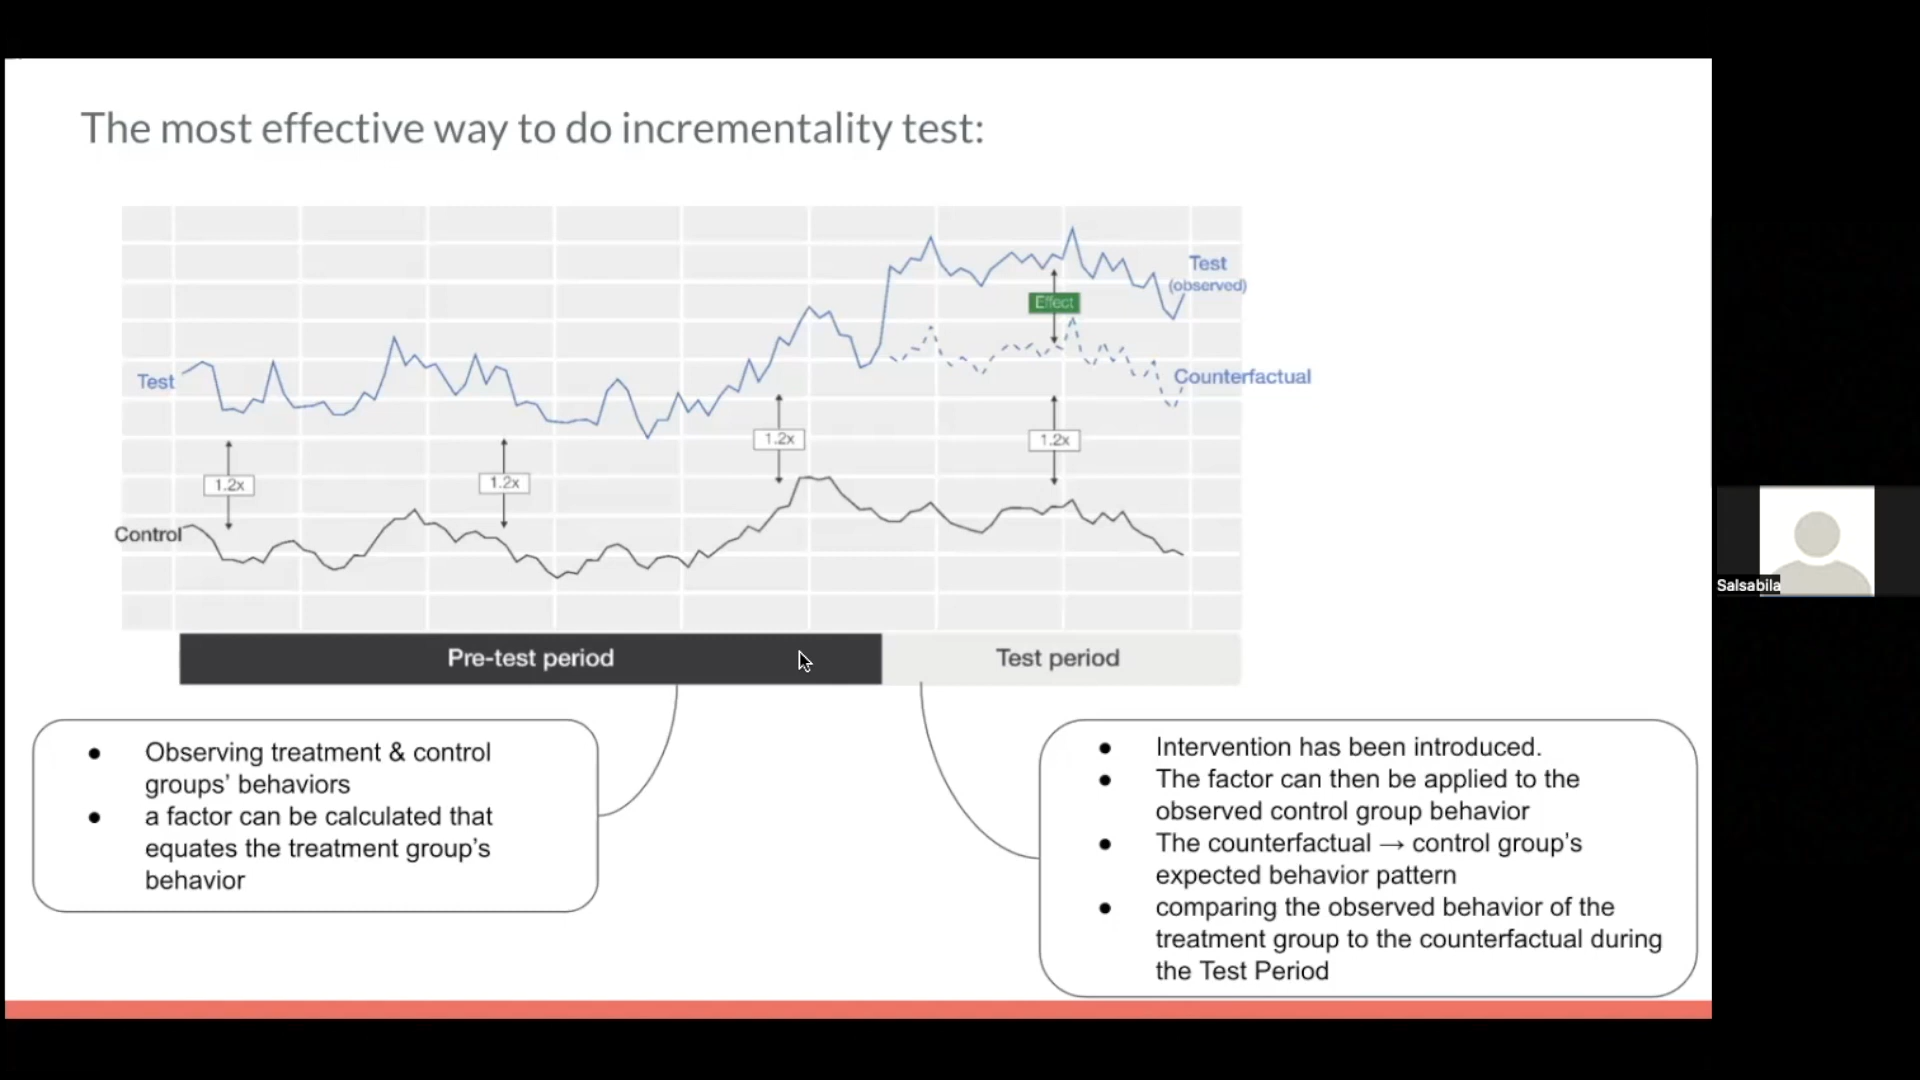 The most effective way to do incrementality test:
Test
(observed)
Effect
Test
Counterfactual
1.2x
1.2x
1.2x
1.2x
Control
Pre-test period
Test period
● Observing treatment & control
groups’ behaviors
● a factor can be calculated that
equates the treatment group’s
behavior
● Intervention has been introduced.
● The factor can then be applied to the
observed control group behavior
● The counterfactual → control group’s
expected behavior pattern
● comparing the observed behavior of the
treatment group to the counterfactual during
the Test Period
Salsabila